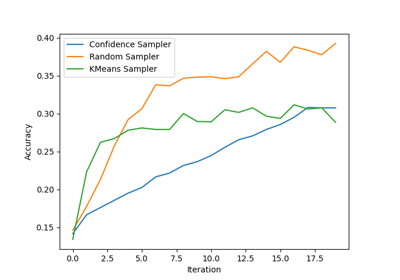 0.40
0.35
0.30
0.25
0.20
0.15
Accuracy
Confidence Sampler
Random Sampler
KMeans Sampler
0.0 2.5 5.0 7.5 10.0 12.5 15.0 17.5
Iteration